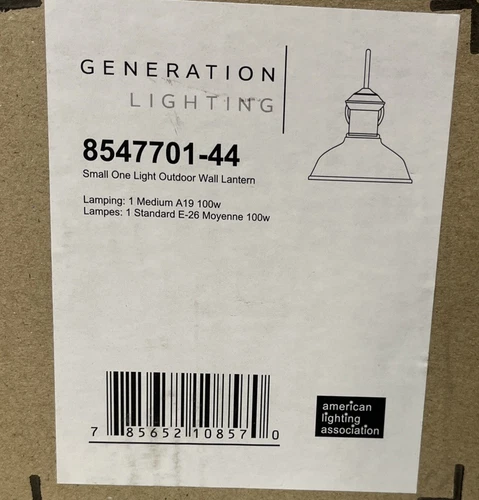 GENERATION
LIGHTING
8547701-44
Small One Light Outdoor Wall Lantern
Lamping: 1 Medium A19 100w
Lampes: 1 Standard E-26 Moyenne 100w
7 85652 10857 0
american
lighting
association